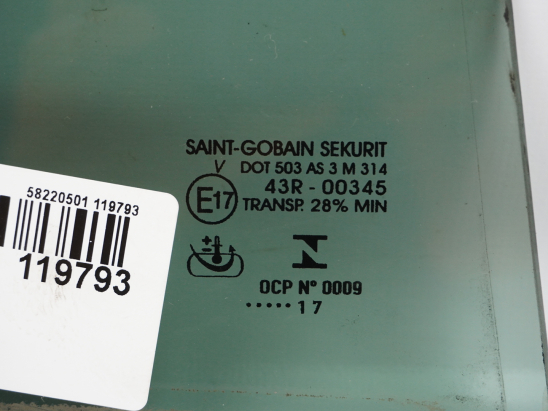 SAINT-GOBAIN SEKURIT
V DOT 503 AS 3 M 314
E17 43R - 00345
TRANSP. 28% MIN
OCP N° 0009
..... 17
58220501 119793
119793